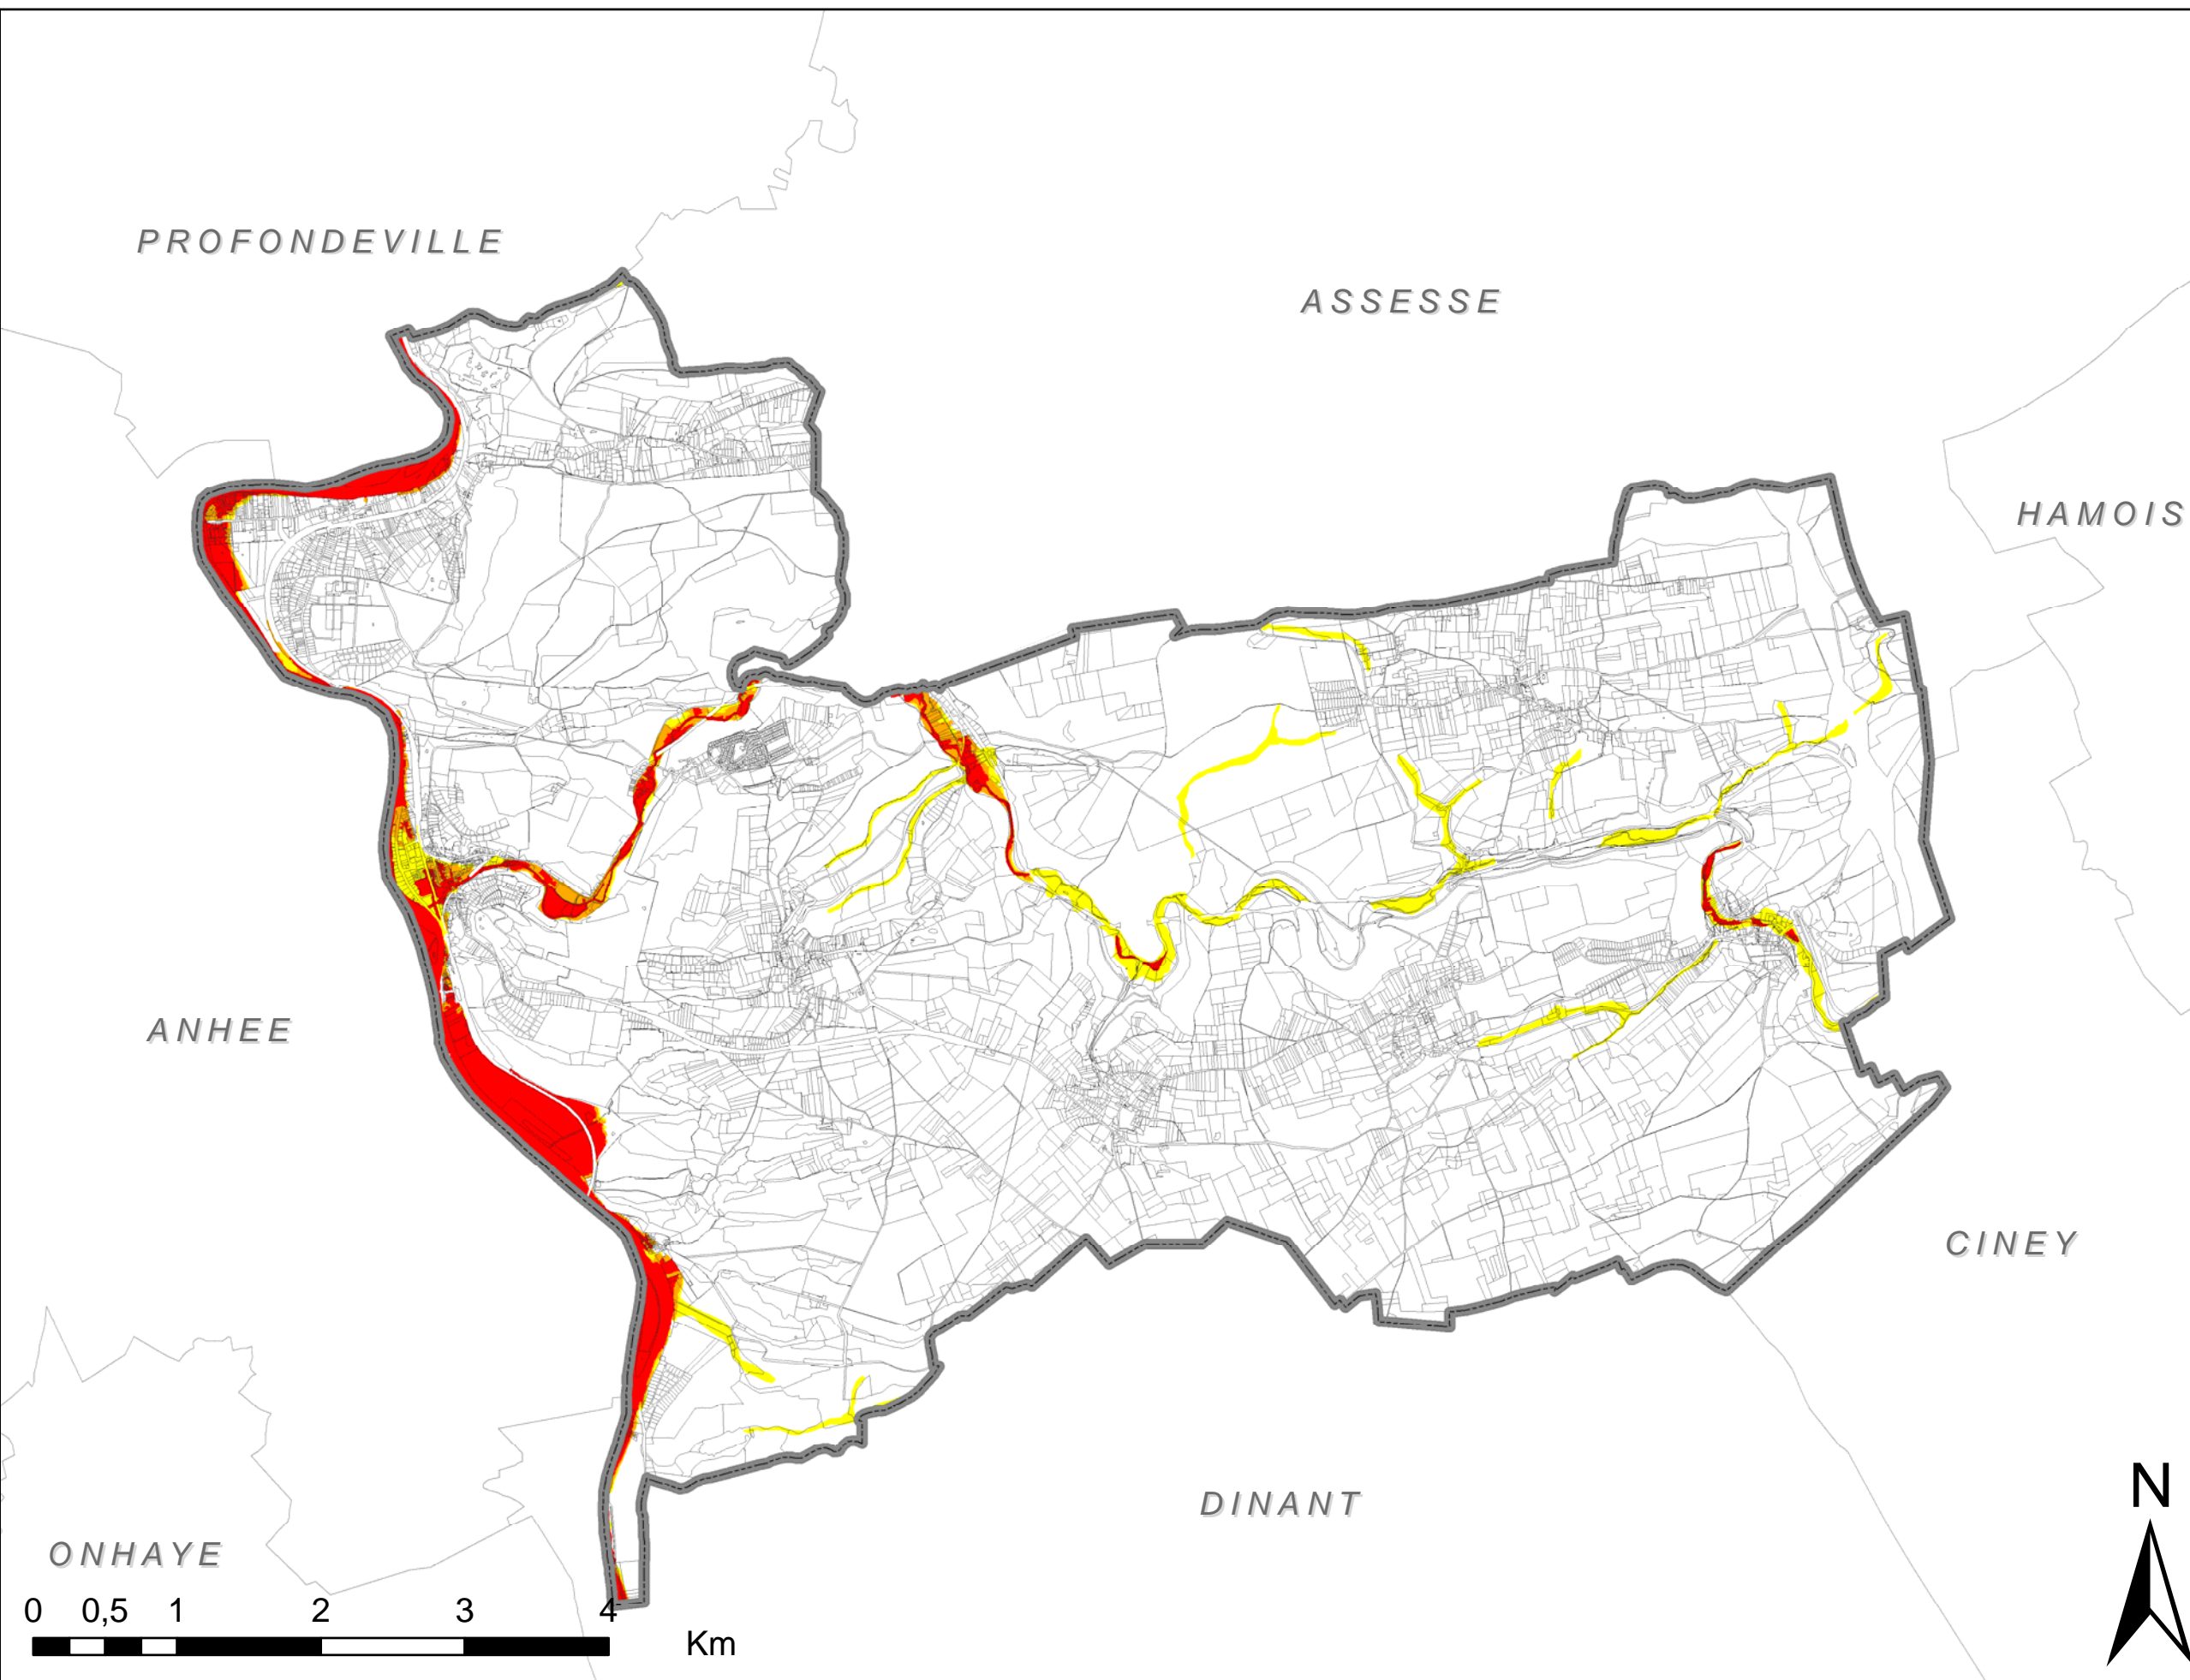 PROFONDEVILLE
ASSESSE
HAMOIS
ANHEE
CINEY
DINANT
ONHAYE
N
0 0,5 1 2 3 4
Km